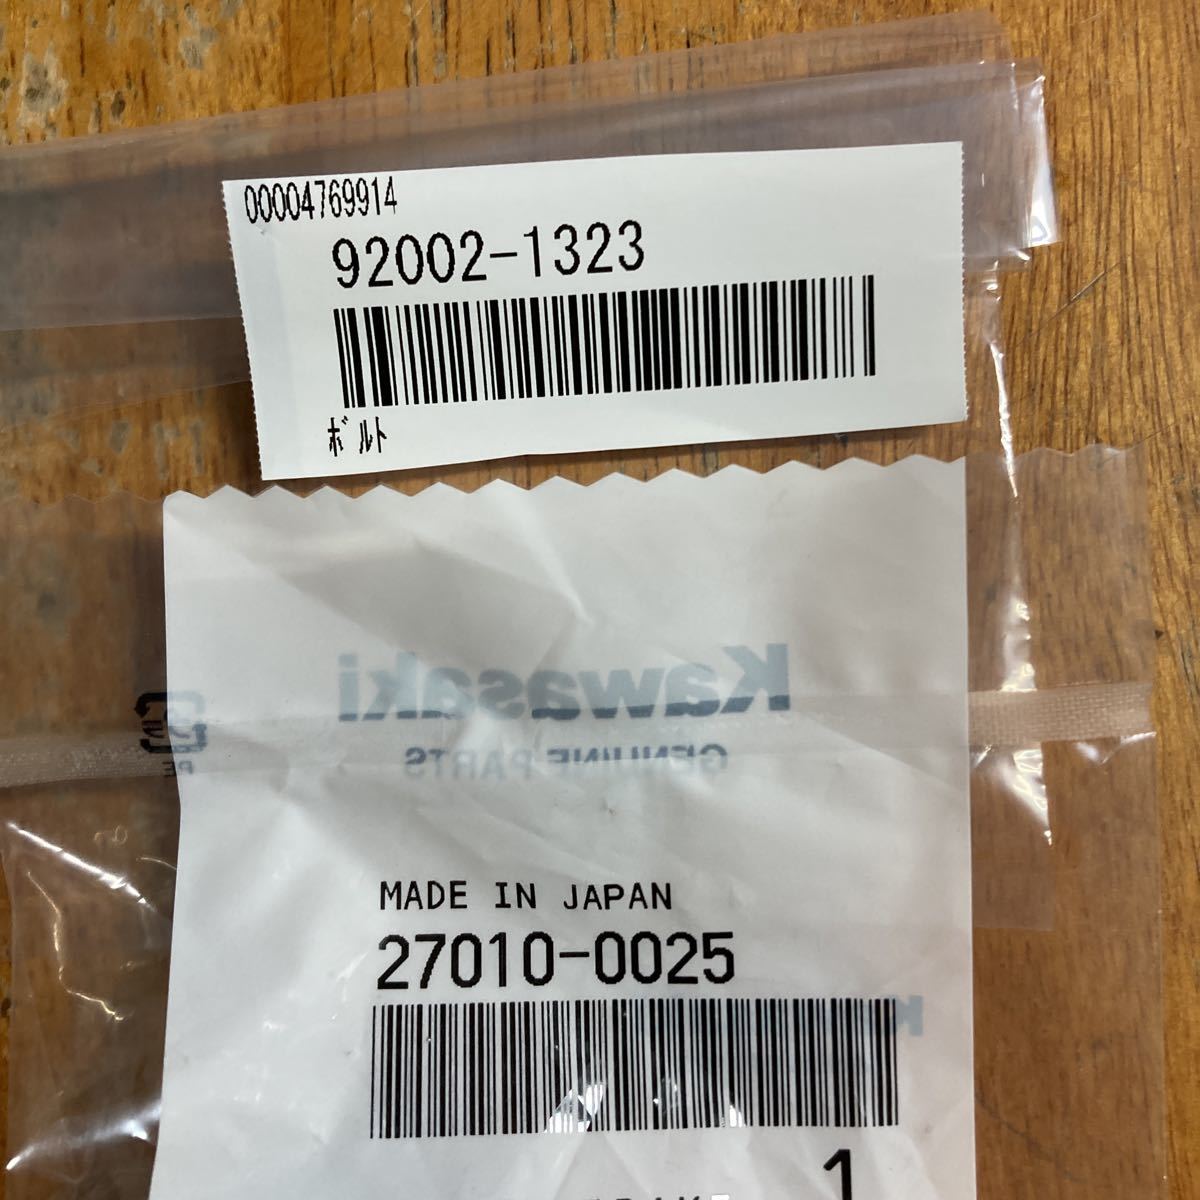 00004769914
92002-1323
ボルト
Kawasaki
GENUINE PARTS
MADE IN JAPAN
27010-0025
1